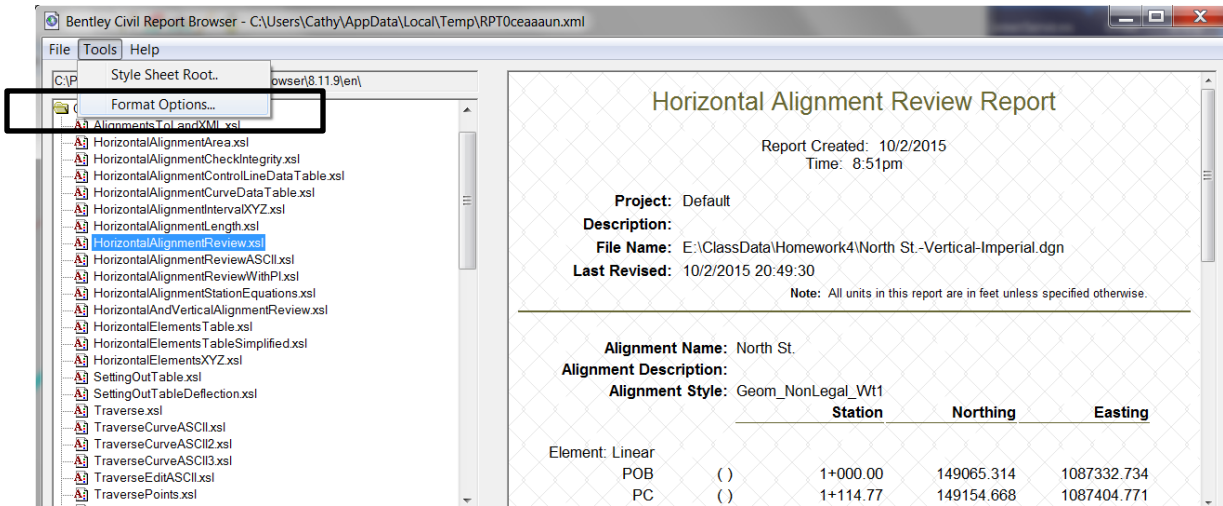 Bentley Civil Report Browser - C:\Users\Cathy\AppData\Local\Temp\RPT0ceaaaun.xml
File Tools Help
Style Sheet Root..
Format Options...
C:\P owser\8.11.9\en\
AlignmentsToLandXML.xsl
HorizontalAlignmentArea.xsl
HorizontalAlignmentCheckIntegrity.xsl
HorizontalAlignmentControlLineDataTable.xsl
HorizontalAlignmentCurveDataTable.xsl
HorizontalAlignmentIntervalXYZ.xsl
HorizontalAlignmentLength.xsl
HorizontalAlignmentReview.xsl
HorizontalAlignmentReviewASCII.xsl
HorizontalAlignmentReviewWithPI.xsl
HorizontalAlignmentStationEquations.xsl
HorizontalAndVerticalAlignmentReview.xsl
HorizontalElementsTable.xsl
HorizontalElementsTableSimplified.xsl
HorizontalElementsXYZ.xsl
SettingOutTable.xsl
SettingOutTableDeflection.xsl
Traverse.xsl
TraverseCurveASCII.xsl
TraverseCurveASCII2.xsl
TraverseCurveASCII3.xsl
TraverseEditASCII.xsl
TraversePoints.xsl
Horizontal Alignment Review Report
Report Created: 10/2/2015
Time: 8:51pm
Project: Default
Description:
File Name: E:\ClassData\Homework4\North St.-Vertical-Imperial.dgn
Last Revised: 10/2/2015 20:49:30
Note: All units in this report are in feet unless specified otherwise.
Alignment Name: North St.
Alignment Description:
Alignment Style: Geom_NonLegal_Wt1
Station Northing Easting
Element: Linear
POB ( ) 1+000.00 149065.314 1087332.734
PC ( ) 1+114.77 149154.668 1087404.771